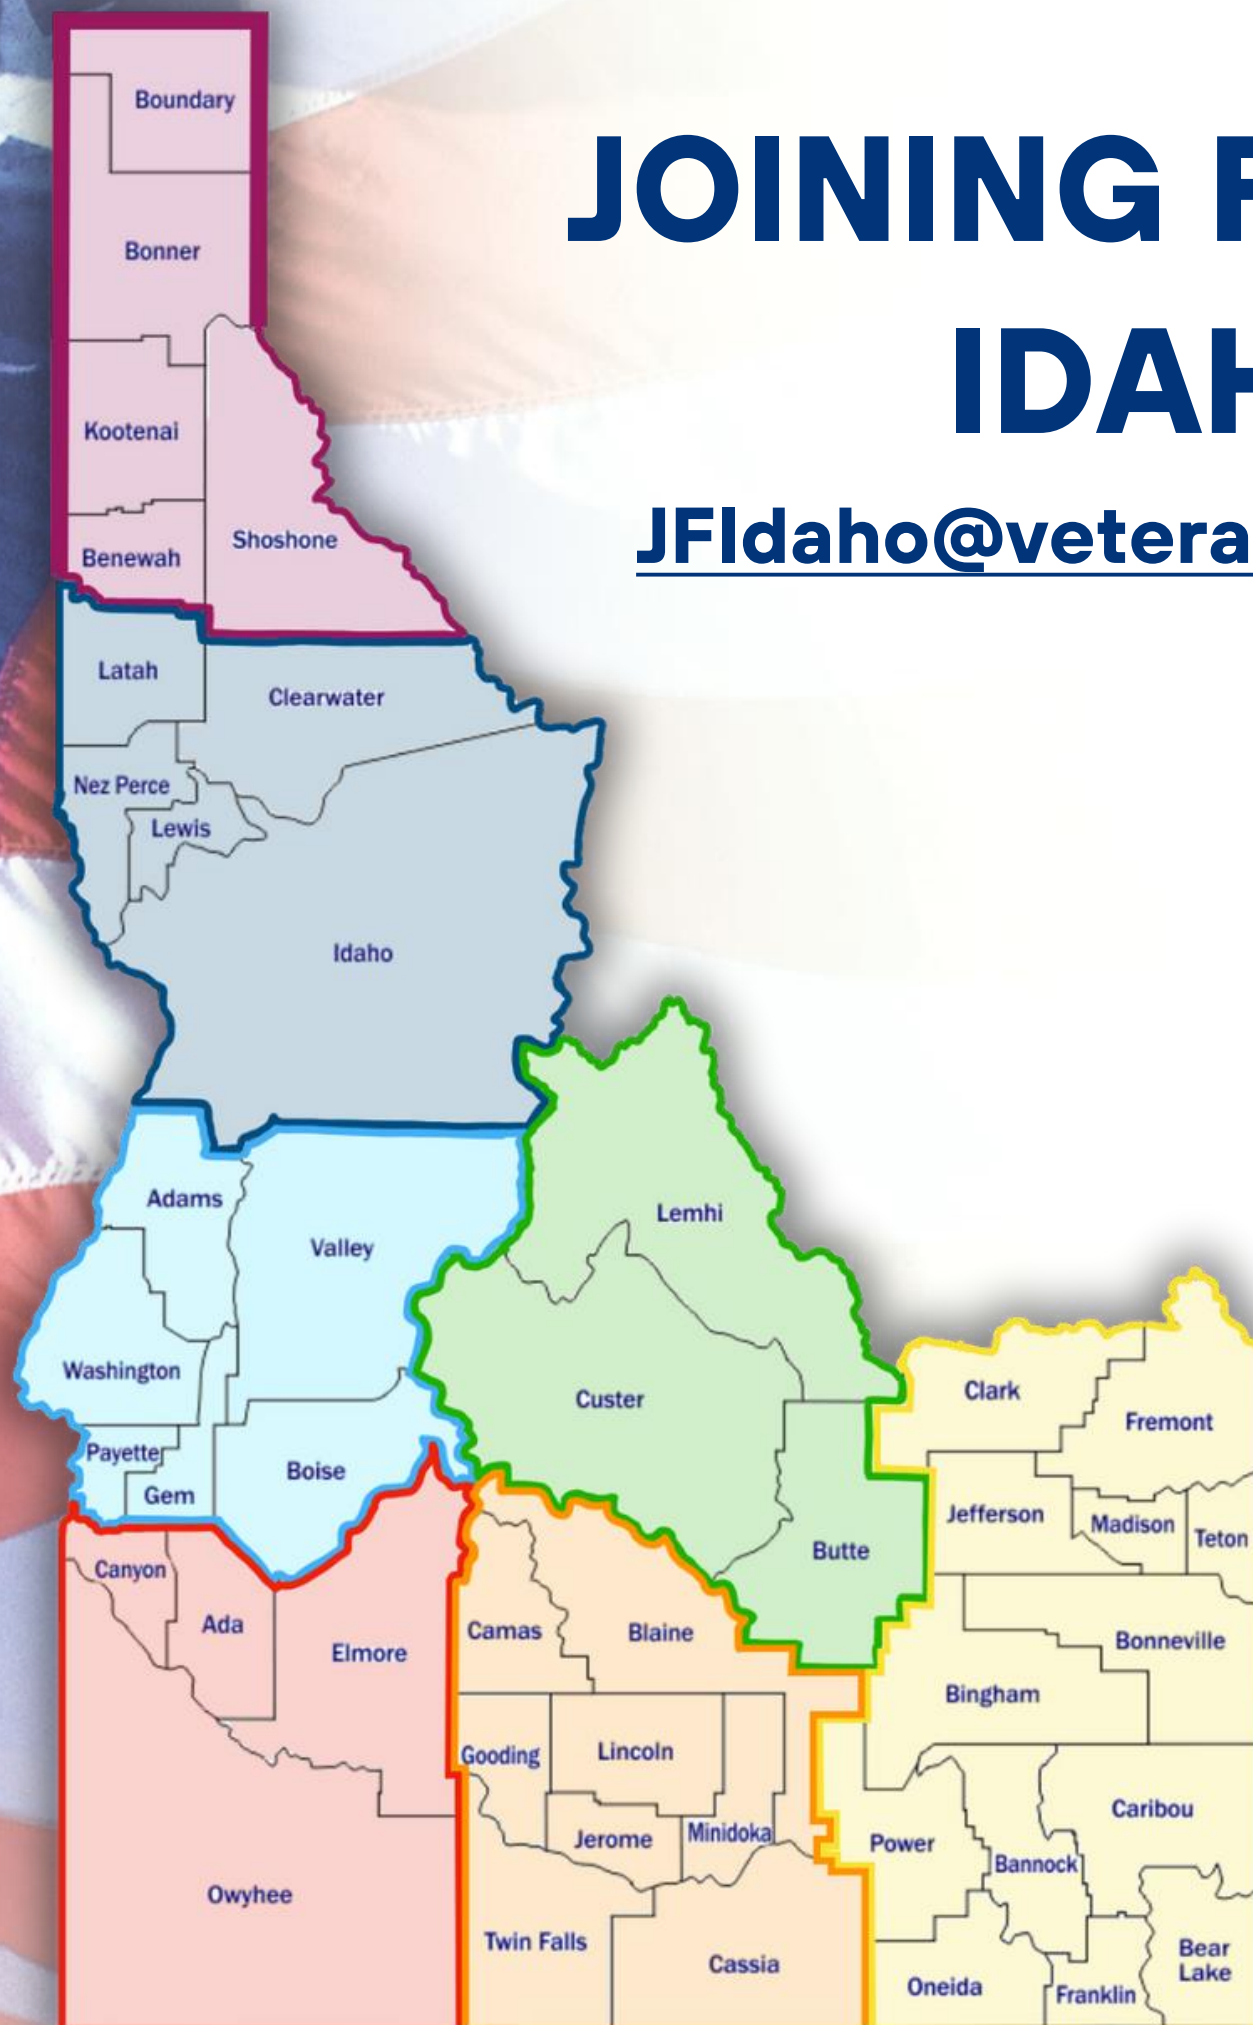 JOINING
IDAH
JFIdaho@vetera
Boundary
Bonner
Kootenai
Shoshone
Benewah
Latah
Clearwater
Nez Perce
Lewis
Idaho
Adams
Lemhi
Valley
Washington
Custer
Clark
Fremont
Payette
Boise
Gem
Jefferson
Madison
Teton
Butte
Canyon
Ada
Camas
Blaine
Elmore
Bonneville
Bingham
Gooding
Lincoln
Caribou
Jerome
Minidoka
Power
Bannock
Owyhee
Twin Falls
Cassia
Bear
Lake
Oneida
Franklin